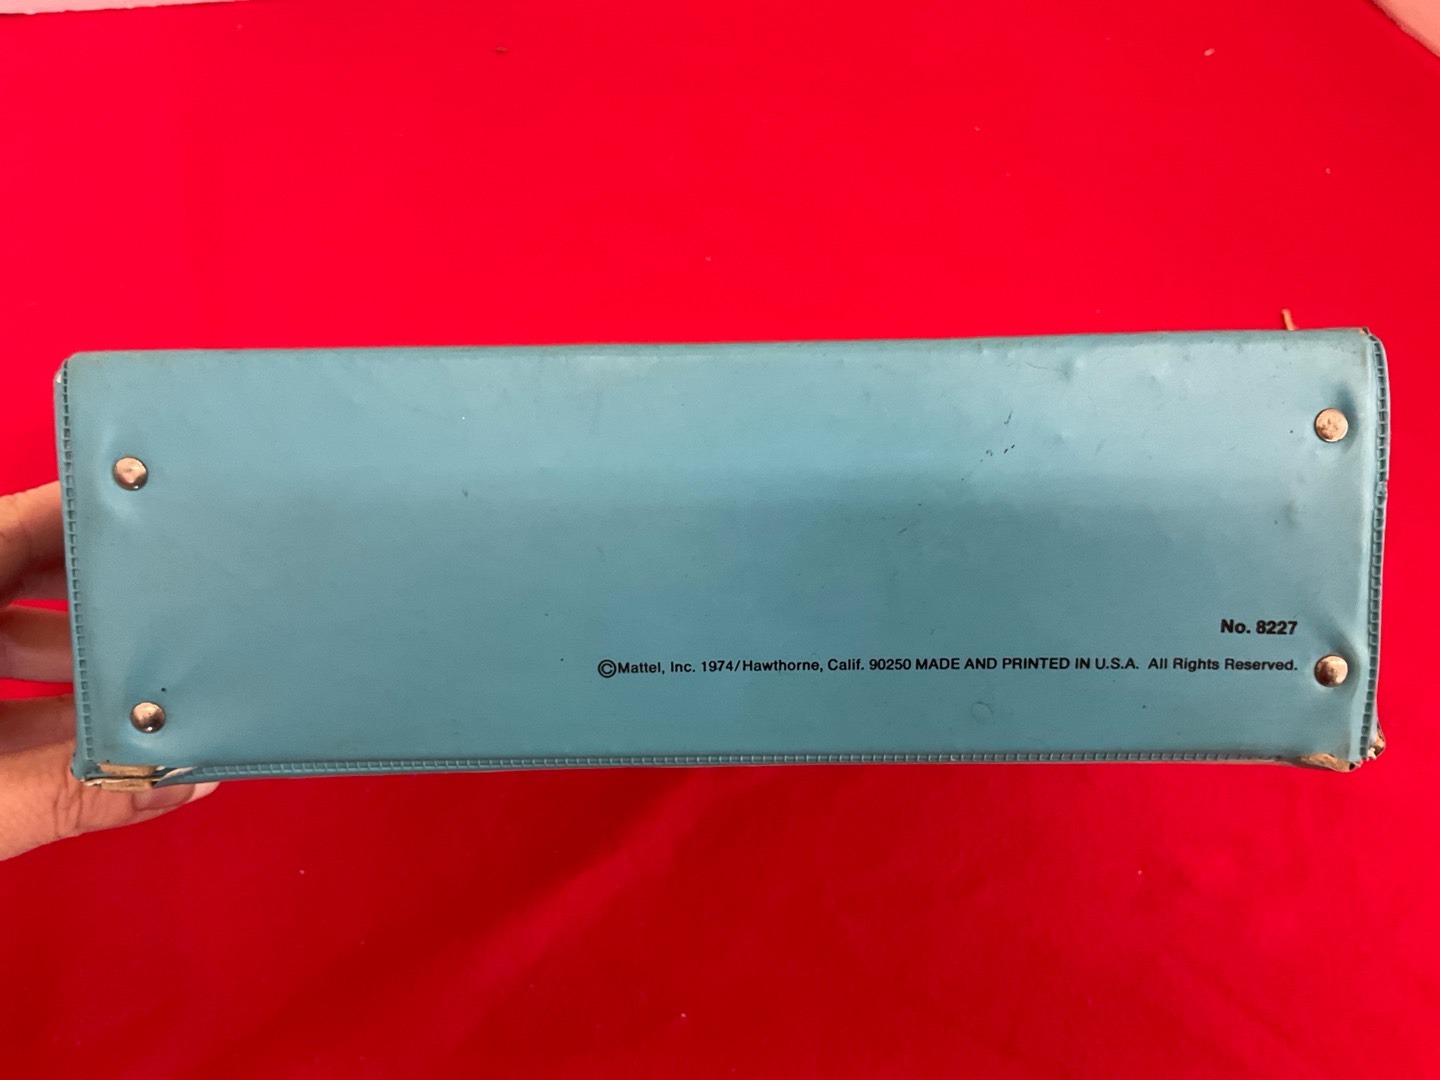 No. 8227
©Mattel, Inc. 1974/Hawthorne, Calif. 90250 MADE AND PRINTED IN U.S.A. All Rights Reserved.